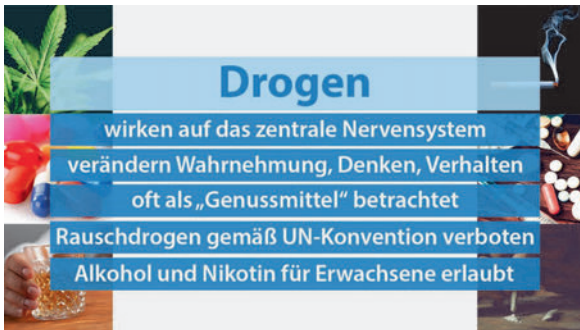 Drogen
wirken auf das zentrale Nervensystem
verändern Wahrnehmung, Denken, Verhalten
oft als „Genussmittel“ betrachtet
Rauschdrogen gemäß UN-Konvention verboten
Alkohol und Nikotin für Erwachsene erlaubt